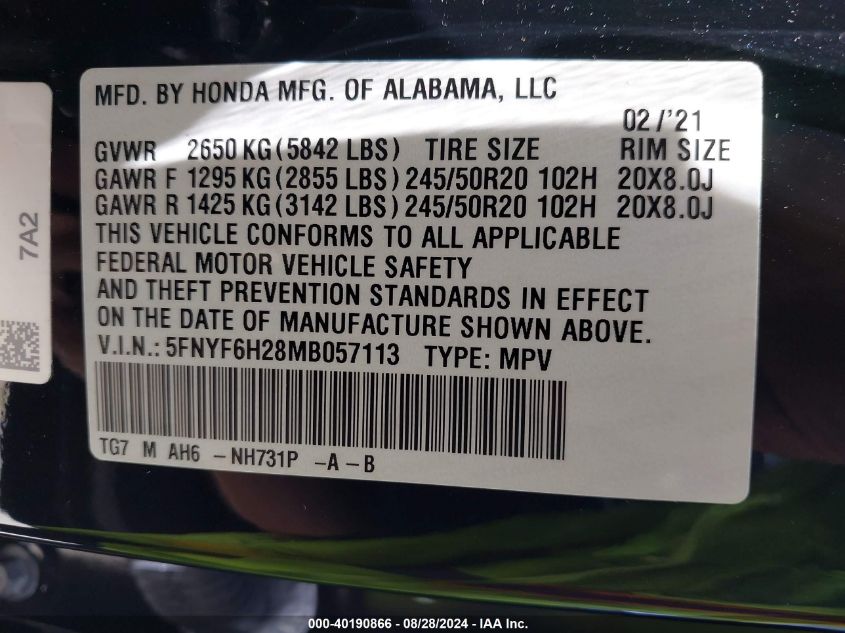 MFD. BY HONDA MFG. OF ALABAMA, LLC
02/'21
GVWR 2650 KG (5842 LBS) TIRE SIZE RIM SIZE
GAWR F 1295 KG (2855 LBS) 245/50R20 102H 20X8.0J
GAWR R 1425 KG (3142 LBS) 245/50R20 102H 20X8.0J
THIS VEHICLE CONFORMS TO ALL APPLICABLE
FEDERAL MOTOR VEHICLE SAFETY
AND THEFT PREVENTION STANDARDS IN EFFECT
ON THE DATE OF MANUFACTURE SHOWN ABOVE.
V.I.N.: 5FNYF6H28MB057113 TYPE: MPV
TG7 M AH6 -NH731P -A -B
7A2
000-40190866 - 08/28/2024 - IAA Inc.